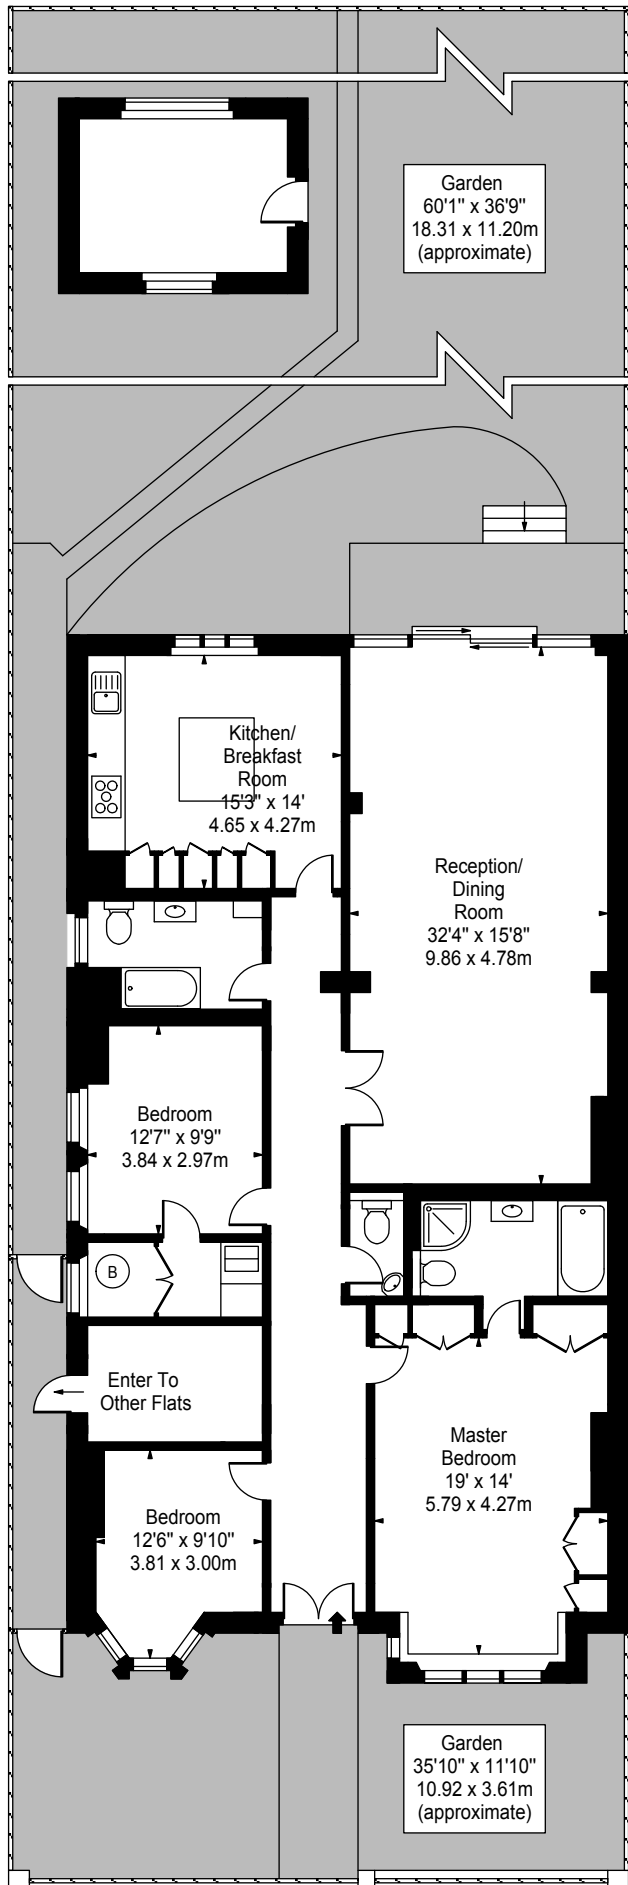 Garden
60'1" x 36'9"
18.31 x 11.20m
(approximate)
Kitchen/
Breakfast
Room
15'3" x 14'
4.65 x 4.27m
Reception/
Dining
Room
32'4" x 15'8"
9.86 x 4.78m
Bedroom
12'7" x 9'9"
3.84 x 2.97m
B
Enter To
Other Flats
Master
Bedroom
19' x 14'
5.79 x 4.27m
Bedroom
12'6" x 9'10"
3.81 x 3.00m
Garden
35'10" x 11'10"
10.92 x 3.61m
(approximate)